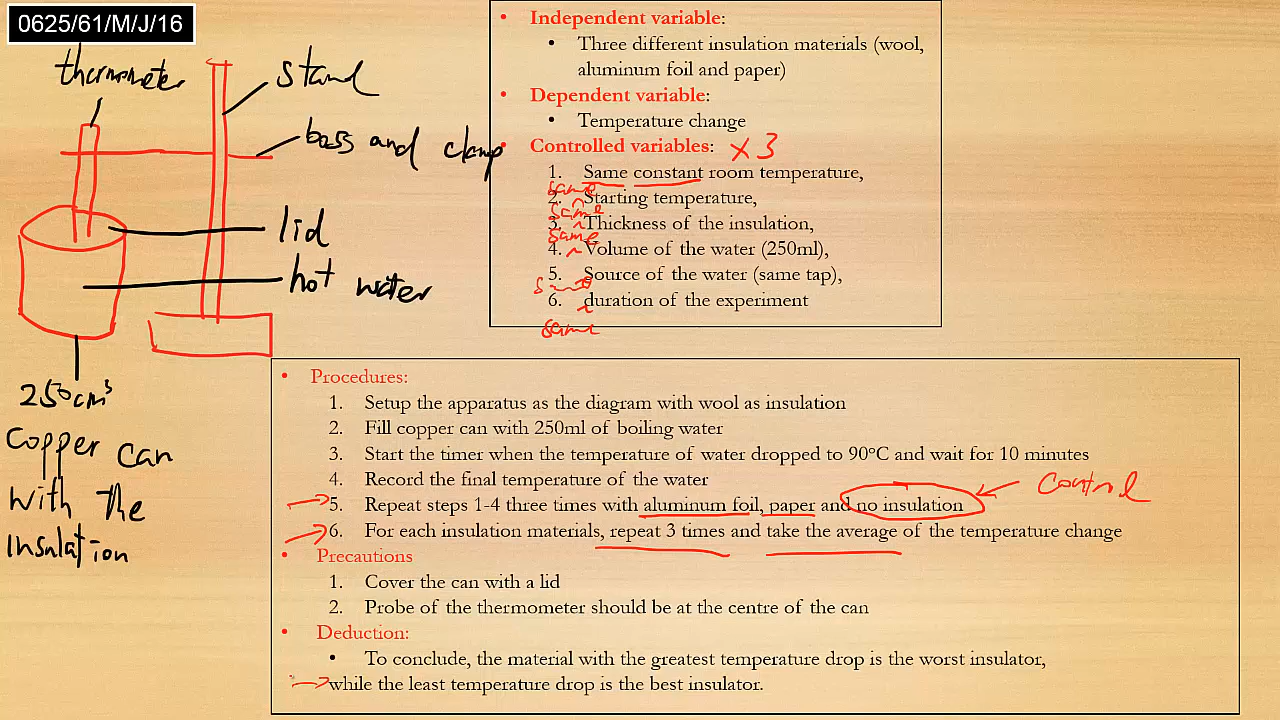 0625/61/M/J/16
thermometer
stand
boss and clamp
lid
hot water
250cm³
Copper can
with the
insulation
• Independent variable:
• Three different insulation materials (wool,
aluminum foil and paper)
• Dependent variable:
• Temperature change
• Controlled variables: x3
1. Same constant room temperature,
same
2. Starting temperature,
same
3. Thickness of the insulation,
same
4. Volume of the water (250ml),
5. Source of the water (same tap),
same
6. duration of the experiment
same
• Procedures:
1. Setup the apparatus as the diagram with wool as insulation
2. Fill copper can with 250ml of boiling water
3. Start the timer when the temperature of water dropped to 90°C and wait for 10 minutes
4. Record the final temperature of the water
5. Repeat steps 1-4 three times with aluminum foil, paper and no insulation
control
6. For each insulation materials, repeat 3 times and take the average of the temperature change
• Precautions
1. Cover the can with a lid
2. Probe of the thermometer should be at the centre of the can
• Deduction:
• To conclude, the material with the greatest temperature drop is the worst insulator,
while the least temperature drop is the best insulator.